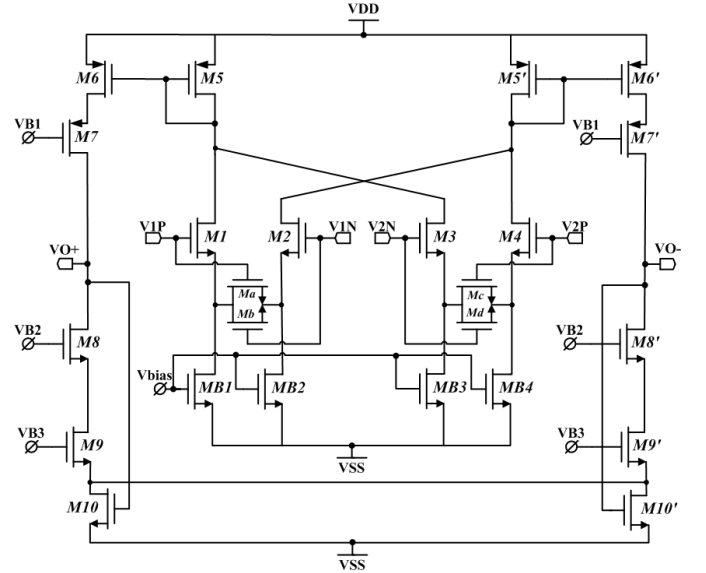 VDD
M6
M5
M5'
M6'
VB1
M7
VB1
M7'
V1P
M1
M2
V1N
V2N
M3
M4
V2P
VO+
VO-
Ma
Mb
Mc
Md
VB2
M8
VB2
M8'
Vbias
MB1
MB2
MB3
MB4
VB3
M9
VB3
M9'
VSS
M10
M10'
VSS